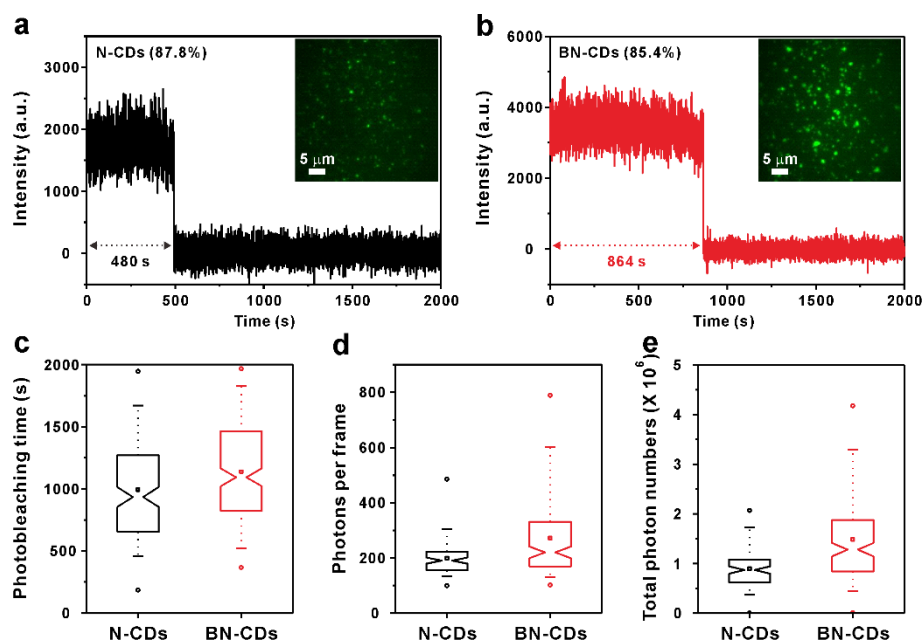 a
N-CDs (87.8%)
3000
2000
1000
0
Intensity (a.u.)
5 μm
480 s
0 500 1000 1500 2000
Time (s)
b
BN-CDs (85.4%)
6000
4000
2000
0
Intensity (a.u.)
5 μm
864 s
0 500 1000 1500 2000
Time (s)
c
2000
1500
1000
500
0
Photobleaching time (s)
N-CDs BN-CDs
d
800
600
400
200
0
Photons per frame
N-CDs BN-CDs
e
5
4
3
2
1
0
Total photon numbers (X 10⁶)
N-CDs BN-CDs